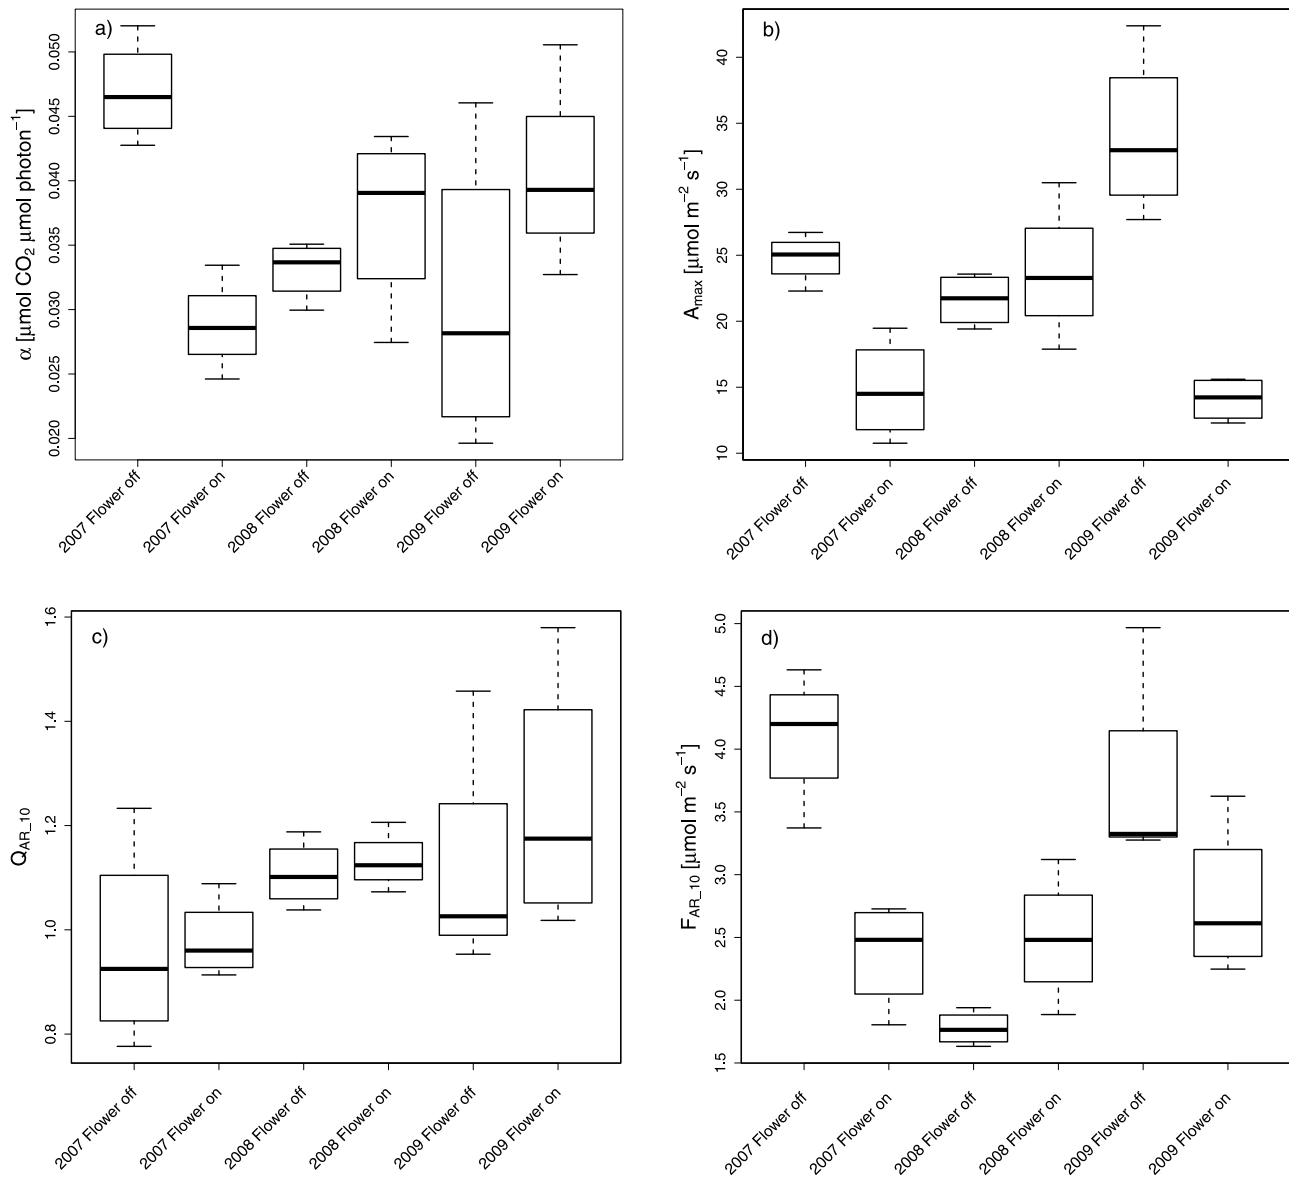 a)
α [μmol CO₂ μmol photon⁻¹]
0.050
0.045
0.040
0.035
0.030
0.025
0.020
2007 Flower off
2007 Flower on
2008 Flower off
2008 Flower on
2009 Flower off
2009 Flower on
b)
Aₘₐₓ [μmol m⁻² s⁻¹]
40
35
30
25
20
15
10
2007 Flower off
2007 Flower on
2008 Flower off
2008 Flower on
2009 Flower off
2009 Flower on
c)
Q_AR_10
1.6
1.4
1.2
1.0
0.8
2007 Flower off
2007 Flower on
2008 Flower off
2008 Flower on
2009 Flower off
2009 Flower on
d)
F_AR_10 [μmol m⁻² s⁻¹]
5.0
4.5
4.0
3.5
3.0
2.5
2.0
1.5
2007 Flower off
2007 Flower on
2008 Flower off
2008 Flower on
2009 Flower off
2009 Flower on